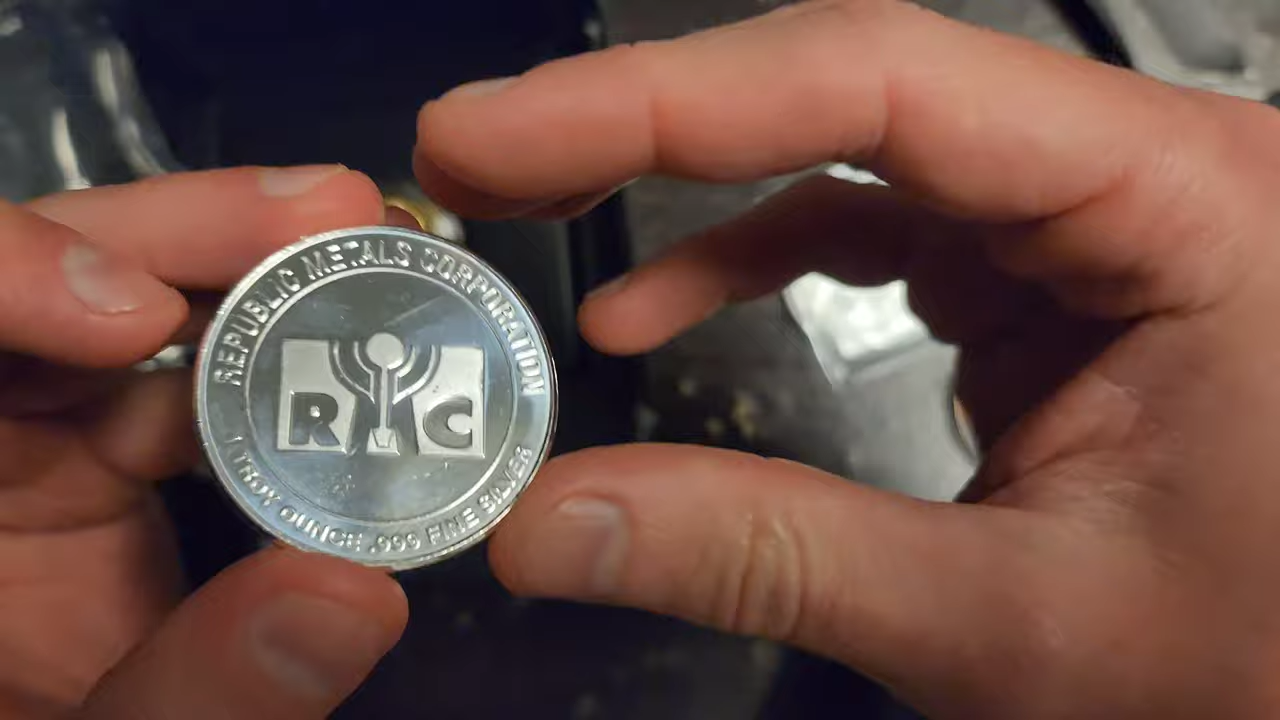 REPUBLIC METALS CORPORATION
R C
1 TROY OUNCE .999 FINE SILVER